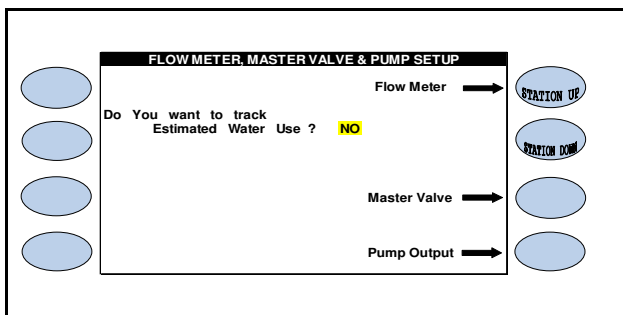 FLOW METER, MASTER VALVE & PUMP SETUP
Flow Meter
STATION UP
Do You want to track
Estimated Water Use ? NO
STATION DOWN
Master Valve
Pump Output